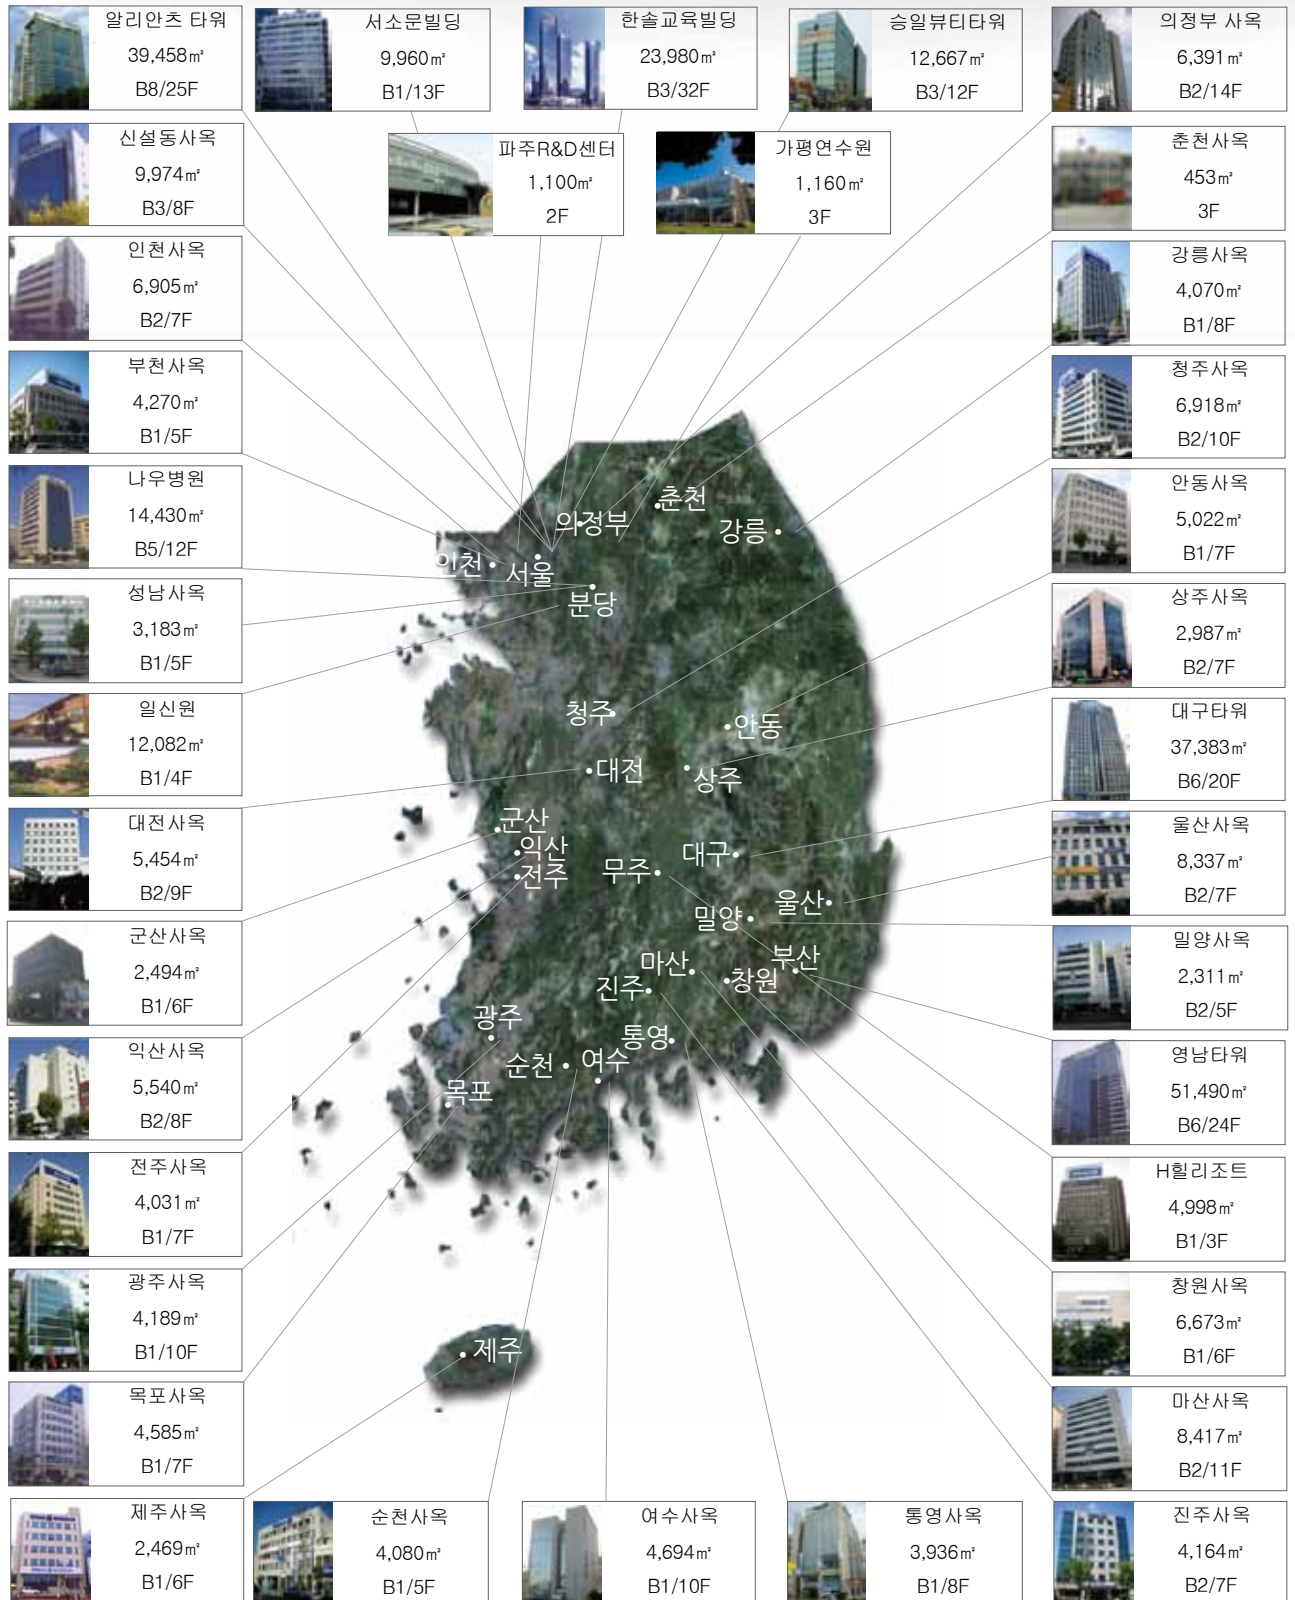 알리안츠 타워
39,458㎡
B8/25F
서소문빌딩
9,960㎡
B1/13F
한솔교육빌딩
23,980㎡
B3/32F
승일뷰티타워
12,667㎡
B3/12F
의정부 사옥
6,391㎡
B2/14F
신설동사옥
9,974㎡
B3/8F
파주R&D센터
1,100㎡
2F
가평연수원
1,160㎡
3F
춘천사옥
453㎡
3F
인천사옥
6,905㎡
B2/7F
강릉사옥
4,070㎡
B1/8F
부천사옥
4,270㎡
B1/5F
청주사옥
6,918㎡
B2/10F
나우병원
14,430㎡
B5/12F
안동사옥
5,022㎡
B1/7F
성남사옥
3,183㎡
B1/5F
상주사옥
2,987㎡
B2/7F
일신원
12,082㎡
B1/4F
대구타워
37,383㎡
B6/20F
대전사옥
5,454㎡
B2/9F
울산사옥
8,337㎡
B2/7F
군산사옥
2,494㎡
B1/6F
밀양사옥
2,311㎡
B2/5F
익산사옥
5,540㎡
B2/8F
영남타워
51,490㎡
B6/24F
전주사옥
4,031㎡
B1/7F
H힐리조트
4,998㎡
B1/3F
광주사옥
4,189㎡
B1/10F
창원사옥
6,673㎡
B1/6F
목포사옥
4,585㎡
B1/7F
마산사옥
8,417㎡
B2/11F
제주사옥
2,469㎡
B1/6F
순천사옥
4,080㎡
B1/5F
여수사옥
4,694㎡
B1/10F
통영사옥
3,936㎡
B1/8F
진주사옥
4,164㎡
B2/7F
춘천
의정부
강릉
인천
서울
분당
청주
안동
대전
상주
군산
익산
대구
무주
전주
울산
밀양
마산
부산
창원
진주
광주
통영
순천
여수
목포
제주